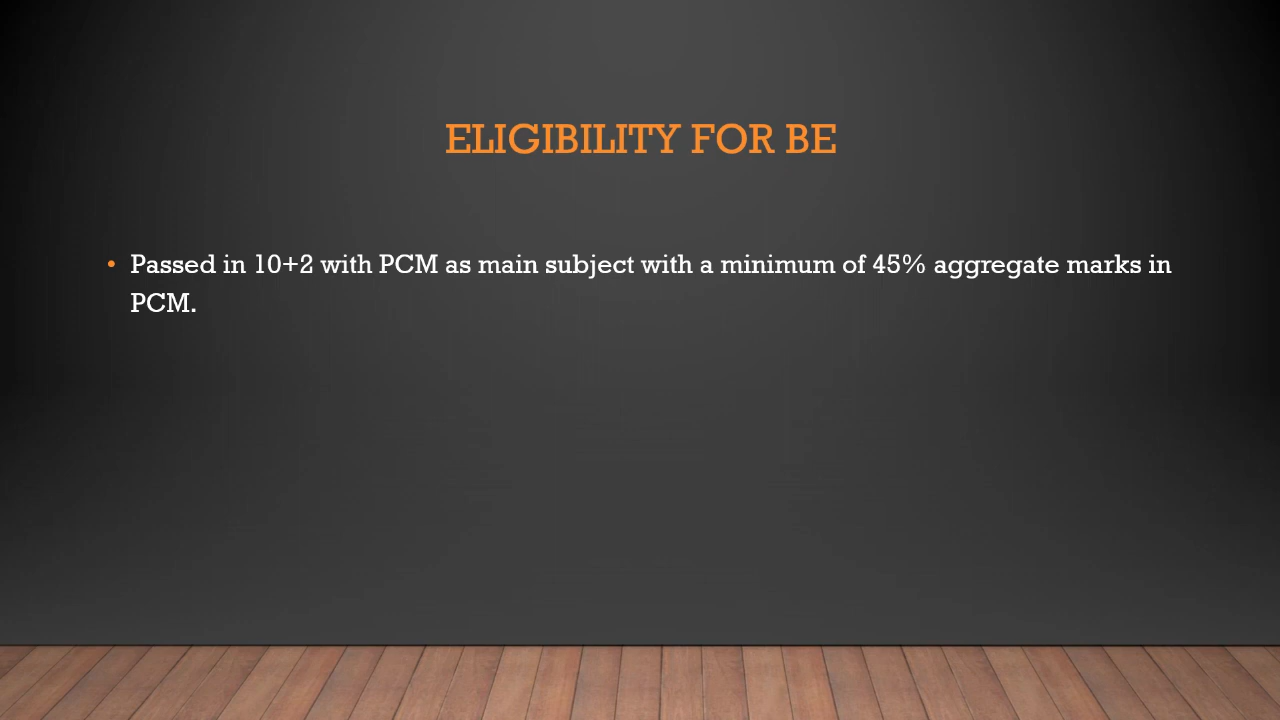 ELIGIBILITY FOR BE
• Passed in 10+2 with PCM as main subject with a minimum of 45% aggregate marks in
PCM.